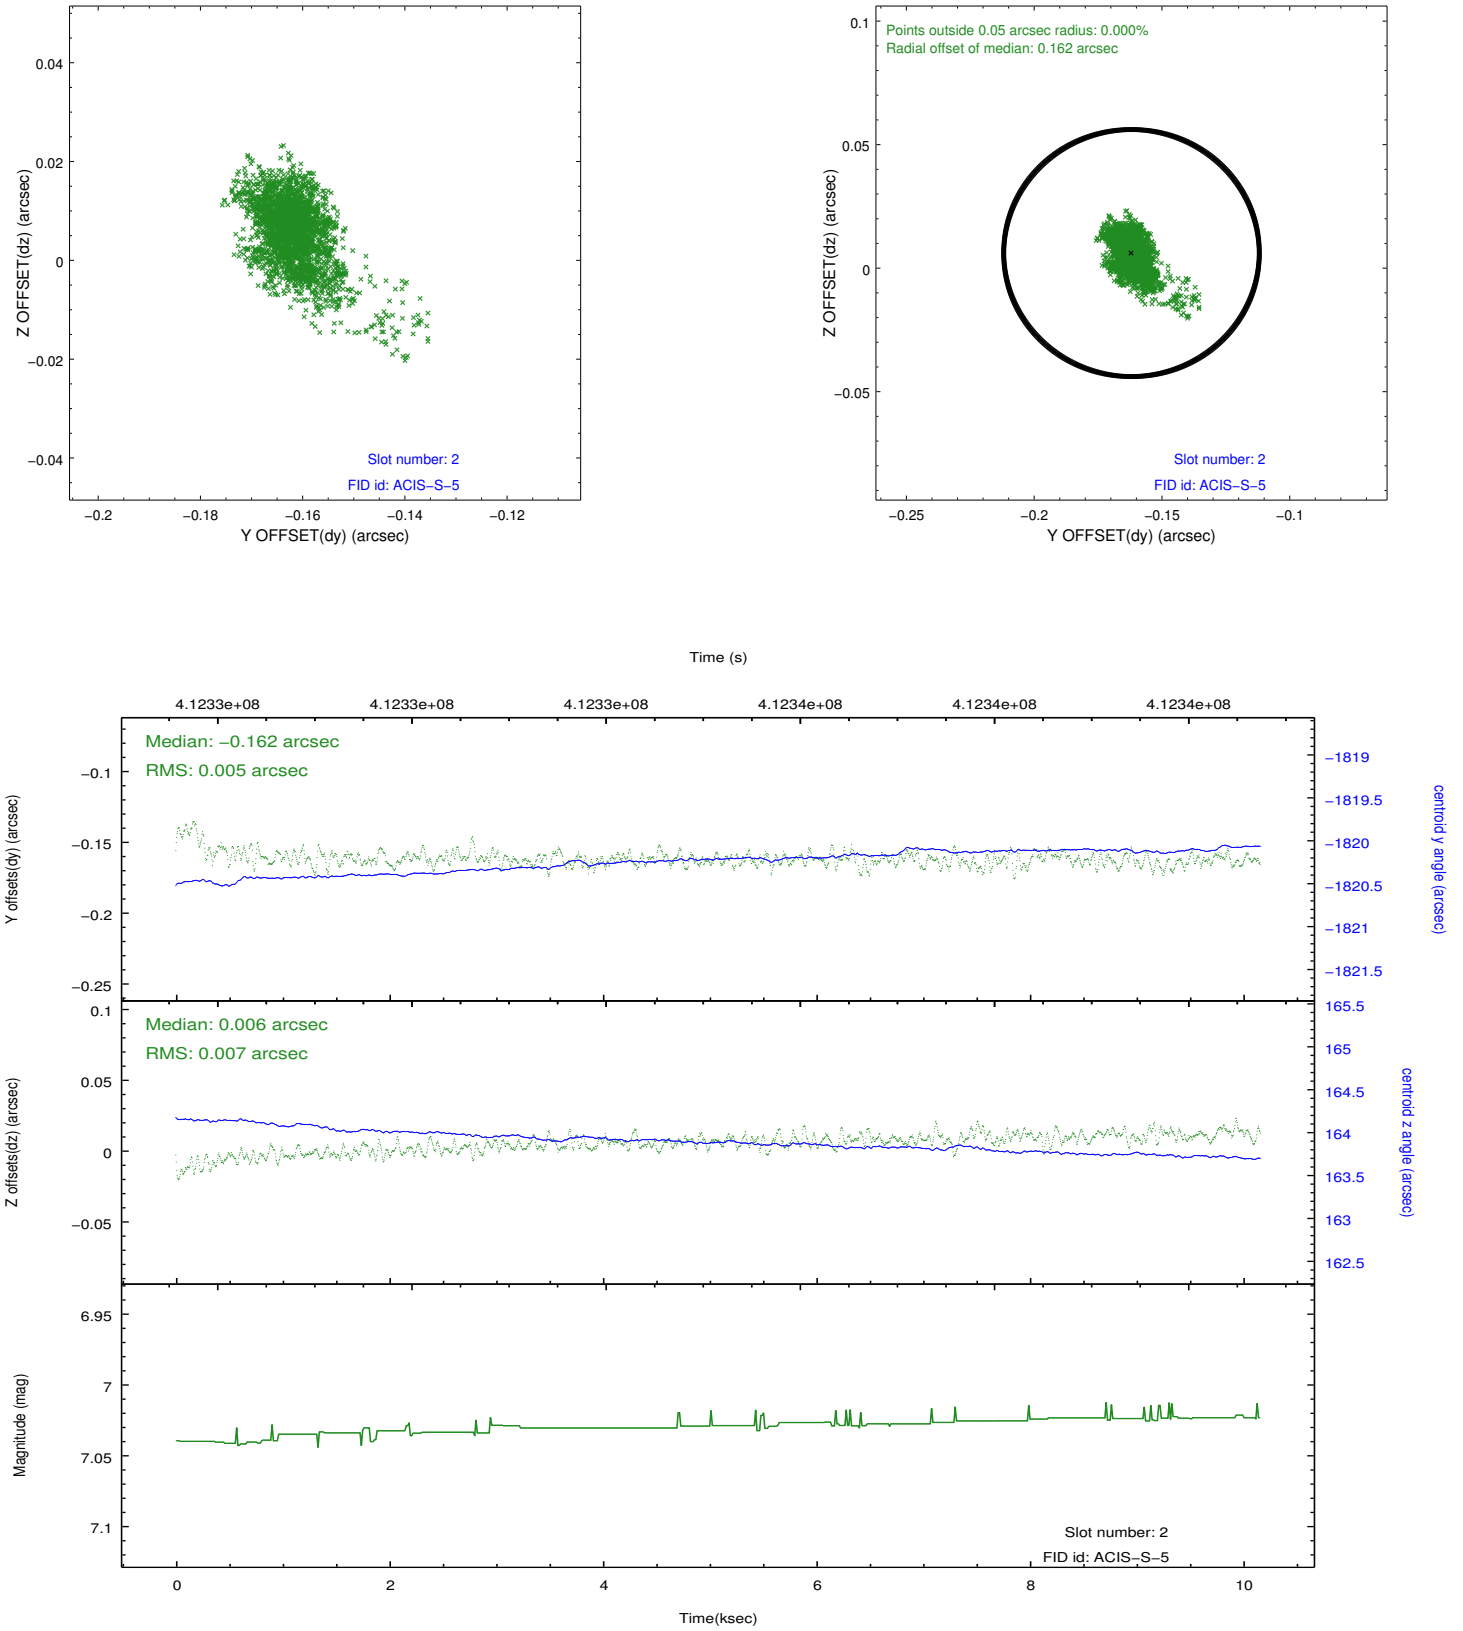 0.04
0.02
0
−0.02
−0.04
Z OFFSET(dz) (arcsec)
Slot number: 2
FID id: ACIS−S−5
−0.2
−0.18
−0.16
−0.14
−0.12
Y OFFSET(dy) (arcsec)
Points outside 0.05 arcsec radius: 0.000%
Radial offset of median: 0.162 arcsec
0.1
0.05
0
−0.05
Z OFFSET(dz) (arcsec)
Slot number: 2
FID id: ACIS−S−5
−0.25
−0.2
−0.15
−0.1
Y OFFSET(dy) (arcsec)
Time (s)
4.1233e+08
4.1233e+08
4.1233e+08
4.1234e+08
4.1234e+08
4.1234e+08
Median: −0.162 arcsec
RMS: 0.005 arcsec
−0.1
−0.15
−0.2
−0.25
Y offsets(dy) (arcsec)
−1819
−1819.5
−1820
−1820.5
−1821
−1821.5
centroid y angle (arcsec)
Median: 0.006 arcsec
RMS: 0.007 arcsec
0.1
0.05
0
−0.05
Z offsets(dz) (arcsec)
165.5
165
164.5
164
163.5
163
162.5
centroid z angle (arcsec)
6.95
7
7.05
7.1
Magnitude (mag)
Slot number: 2
FID id: ACIS−S−5
0
2
4
6
8
10
Time(ksec)